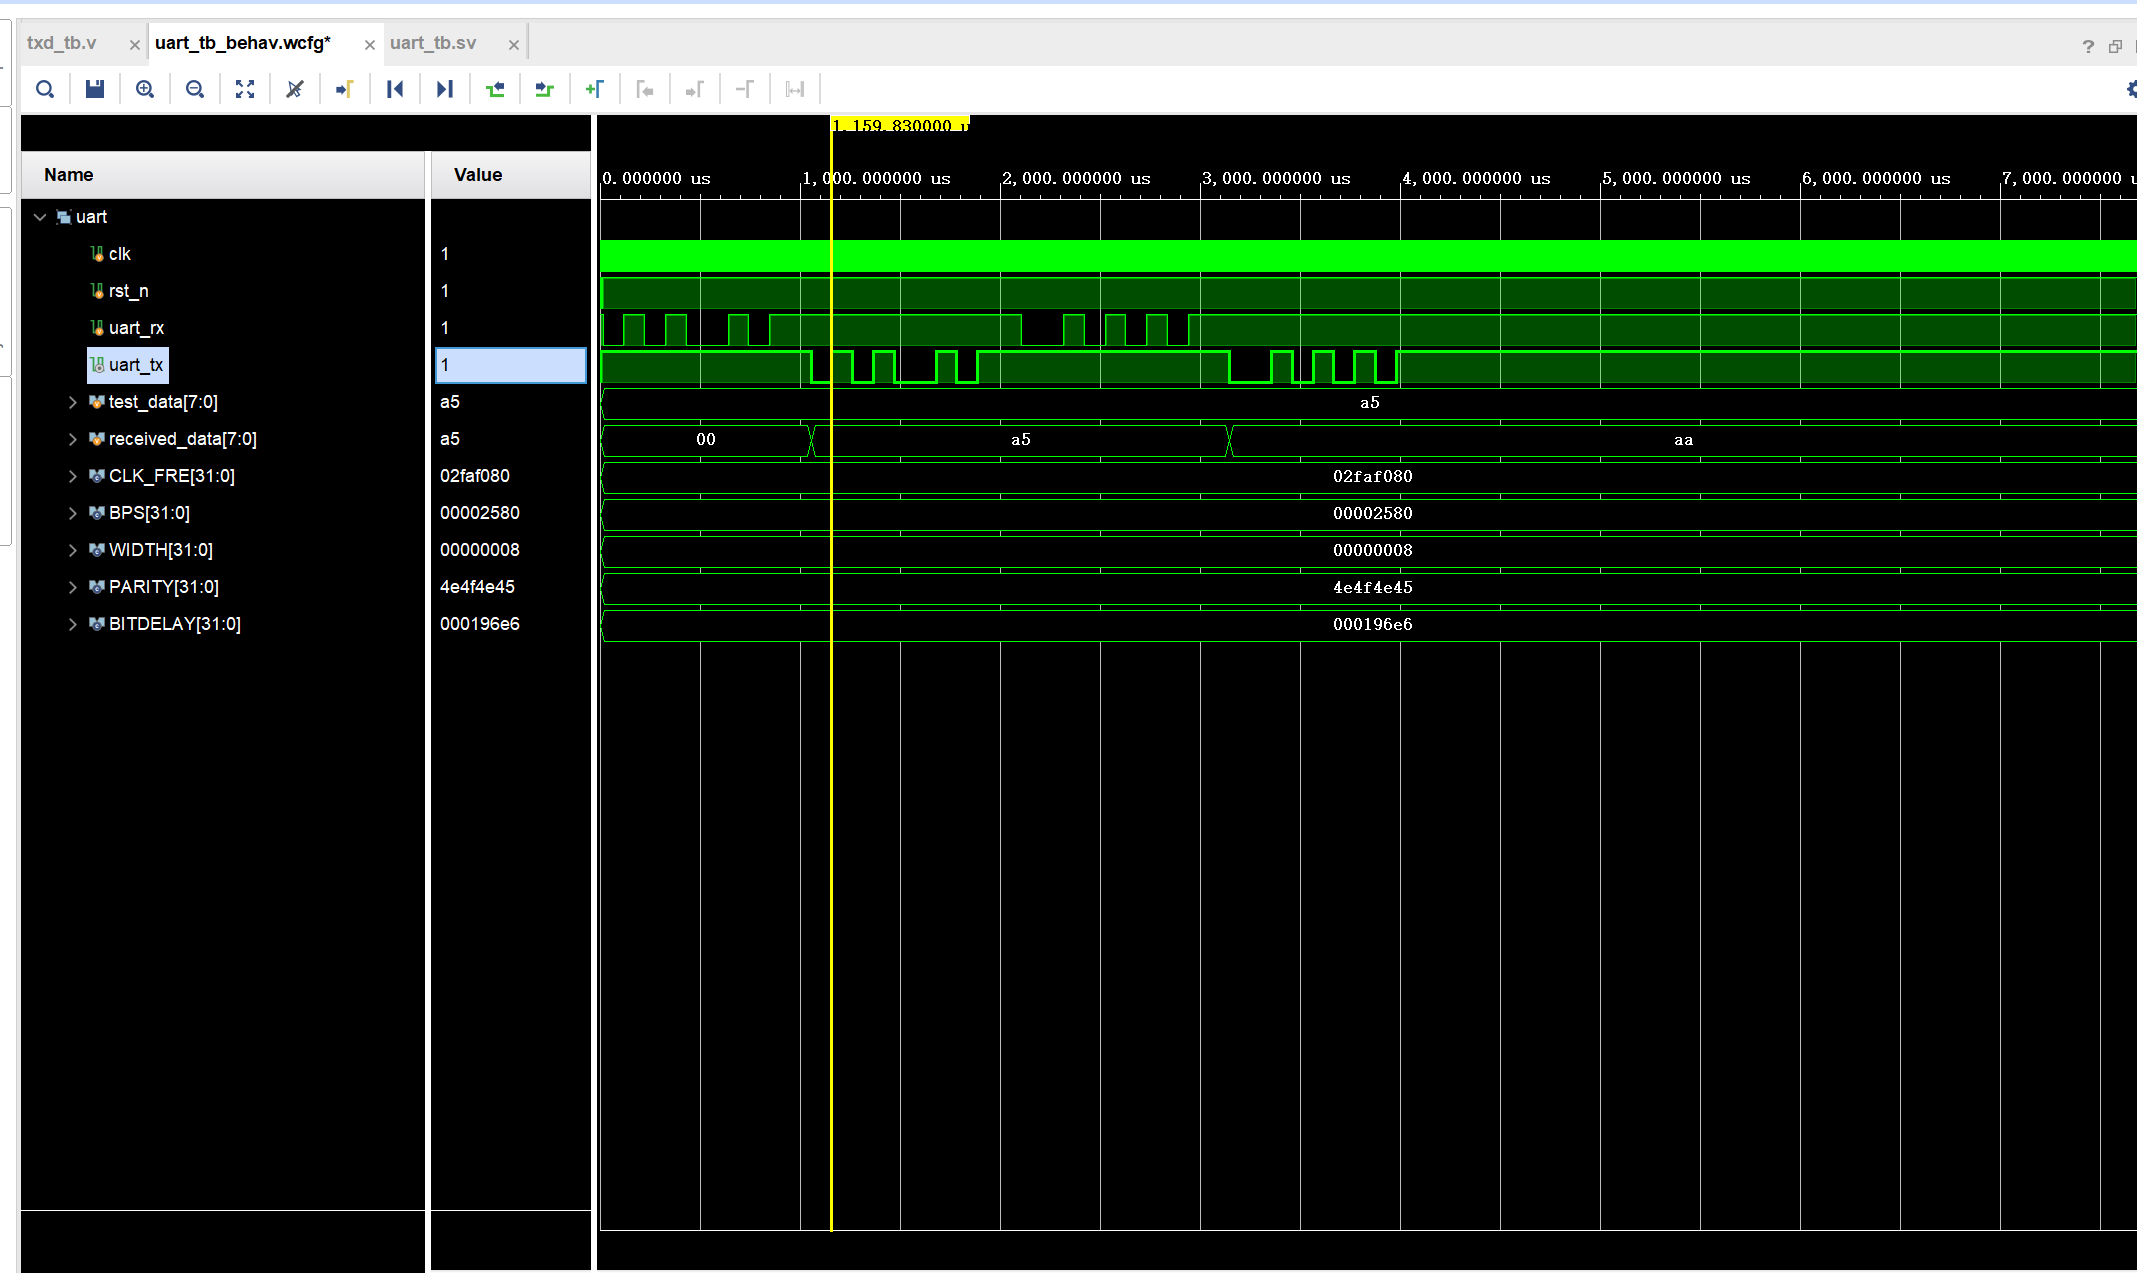 txd_tb.v × uart_tb_behav.wcfg* × uart_tb.sv × ?
1,159.830000 u
Name Value
0.000000 us 1,000.000000 us 2,000.000000 us 3,000.000000 us 4,000.000000 us 5,000.000000 us 6,000.000000 us 7,000.000000 u
uart
clk 1
rst_n 1
uart_rx 1
uart_tx 1
test_data[7:0] a5 a5
received_data[7:0] a5 00 a5 aa
CLK_FRE[31:0] 02faf080 02faf080
BPS[31:0] 00002580 00002580
WIDTH[31:0] 00000008 00000008
PARITY[31:0] 4e4f4e45 4e4f4e45
BITDELAY[31:0] 000196e6 000196e6